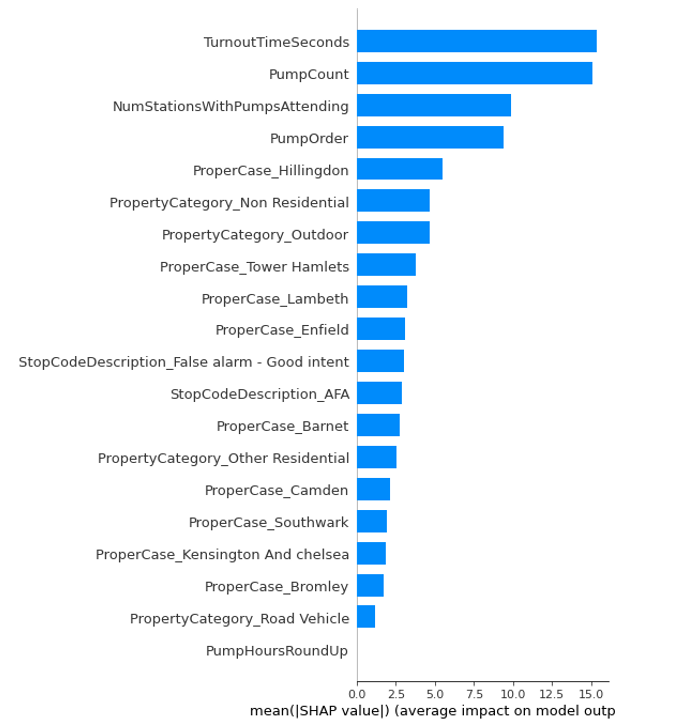 TurnoutTimeSeconds
PumpCount
NumStationsWithPumpsAttending
PumpOrder
ProperCase_Hillingdon
PropertyCategory_Non Residential
PropertyCategory_Outdoor
ProperCase_Tower Hamlets
ProperCase_Lambeth
ProperCase_Enfield
StopCodeDescription_False alarm - Good intent
StopCodeDescription_AFA
ProperCase_Barnet
PropertyCategory_Other Residential
ProperCase_Camden
ProperCase_Southwark
ProperCase_Kensington And chelsea
ProperCase_Bromley
PropertyCategory_Road Vehicle
PumpHoursRoundUp
0.0 2.5 5.0 7.5 10.0 12.5 15.0
mean(|SHAP value|) (average impact on model outp